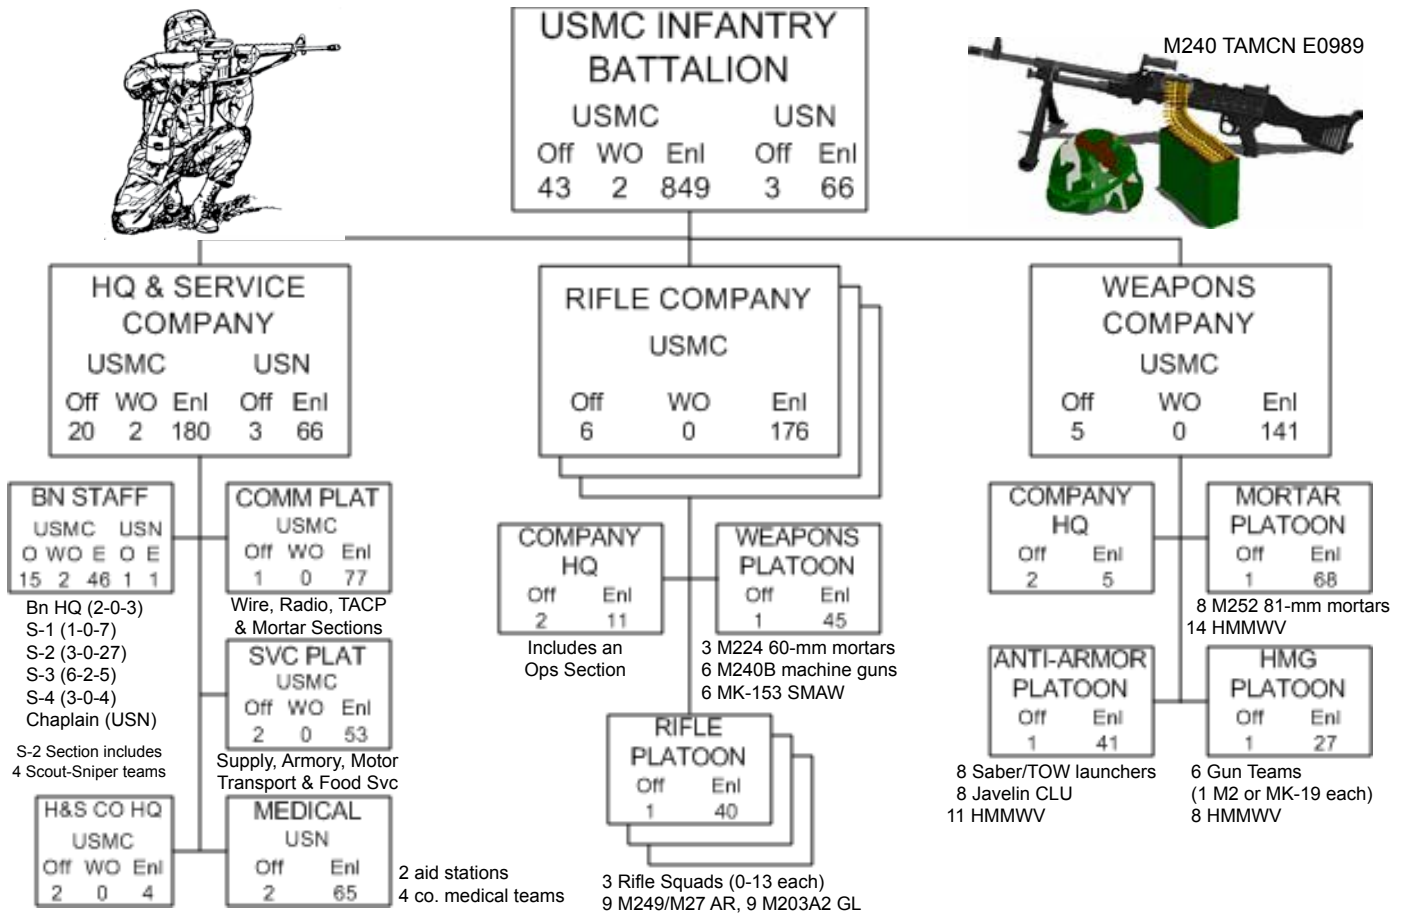 USMC INFANTRY
BATTALION
USMC USN
Off WO Enl Off Enl
43 2 849 3 66
M240 TAMCN E0989
HQ & SERVICE
COMPANY
USMC USN
Off WO Enl Off Enl
20 2 180 3 66
RIFLE COMPANY
USMC
Off WO Enl
6 0 176
WEAPONS
COMPANY
USMC
Off WO Enl
5 0 141
BN STAFF
USMC USN
O WO E O E
15 2 46 1 1
Bn HQ (2-0-3)
S-1 (1-0-7)
S-2 (3-0-27)
S-3 (6-2-5)
S-4 (3-0-4)
Chaplain (USN)
S-2 Section includes
4 Scout-Sniper teams
COMM PLAT
USMC
Off WO Enl
1 0 77
Wire, Radio, TACP
& Mortar Sections
SVC PLAT
USMC
Off WO Enl
2 0 53
Supply, Armory, Motor
Transport & Food Svc
H&S CO HQ
USMC
Off WO Enl
2 0 4
MEDICAL
USN
Off Enl
2 65
2 aid stations
4 co. medical teams
COMPANY
HQ
Off Enl
2 11
Includes an
Ops Section
WEAPONS
PLATOON
Off Enl
1 45
3 M224 60-mm mortars
6 M240B machine guns
6 MK-153 SMAW
RIFLE
PLATOON
Off Enl
1 40
3 Rifle Squads (0-13 each)
9 M249/M27 AR, 9 M203A2 GL
COMPANY
HQ
Off Enl
2 5
MORTAR
PLATOON
Off Enl
1 68
8 M252 81-mm mortars
14 HMMWV
ANTI-ARMOR
PLATOON
Off Enl
1 41
8 Saber/TOW launchers
8 Javelin CLU
11 HMMWV
HMG
PLATOON
Off Enl
1 27
6 Gun Teams
(1 M2 or MK-19 each)
8 HMMWV